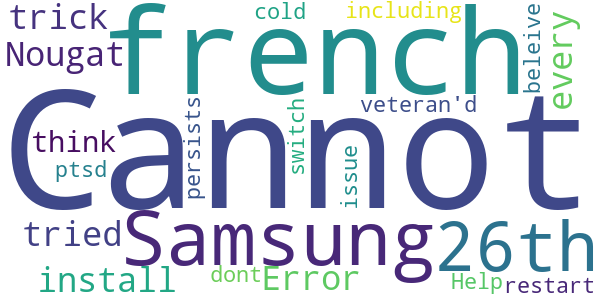 trick
french
cold
including
Nougat
beleive
every
Cannot
persists
switch
veteran'd
think
issue
ptsd
tried
Samsung
26th
install
dont
Error
Help
restart